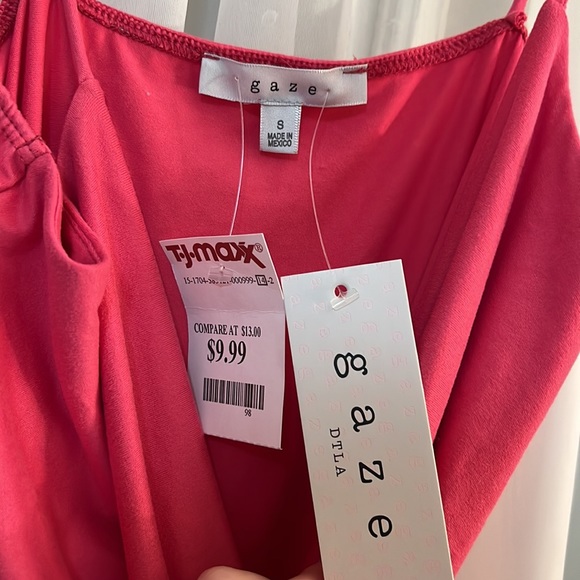 gaze
S
MADE IN
MEXICO
T·J·maxx®
COMPARE AT $13.00
$9.99
98
gaze
DTLA